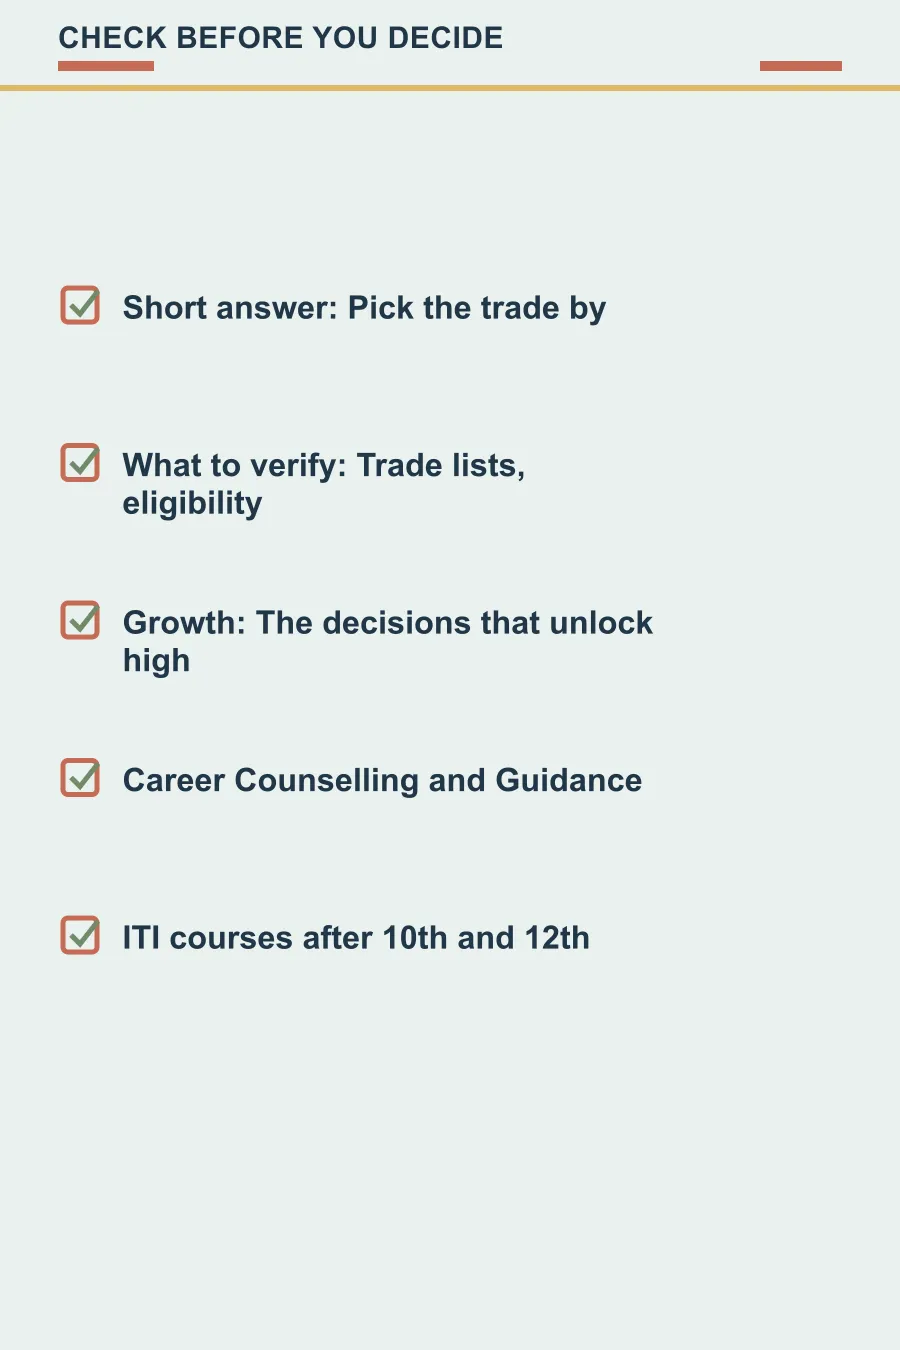 CHECK BEFORE YOU DECIDE
Short answer: Pick the trade by
What to verify: Trade lists,
eligibility
Growth: The decisions that unlock
high
Career Counselling and Guidance
ITI courses after 10th and 12th